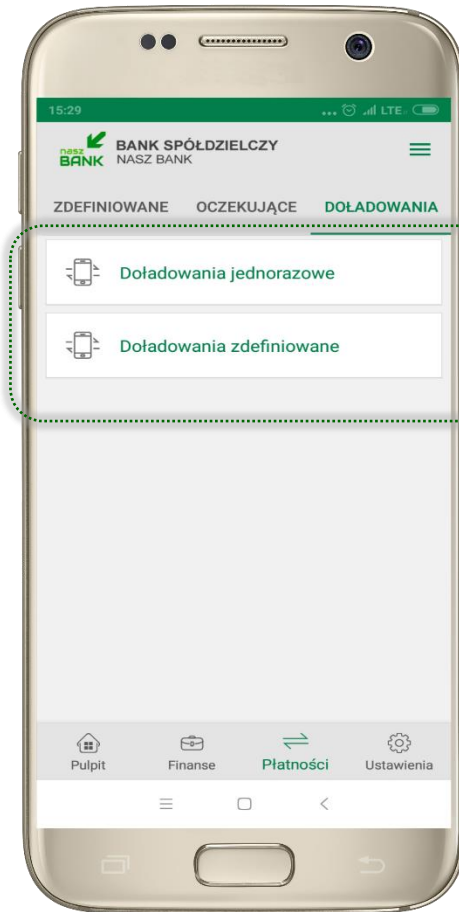 15:29 ... LTE
nasz BANK
BANK SPÓŁDZIELCZY
NASZ BANK
ZDEFINIOWANE OCZEKUJĄCE DOŁADOWANIA
Doładowania jednorazowe
Doładowania zdefiniowane
Pulpit Finanse Płatności Ustawienia